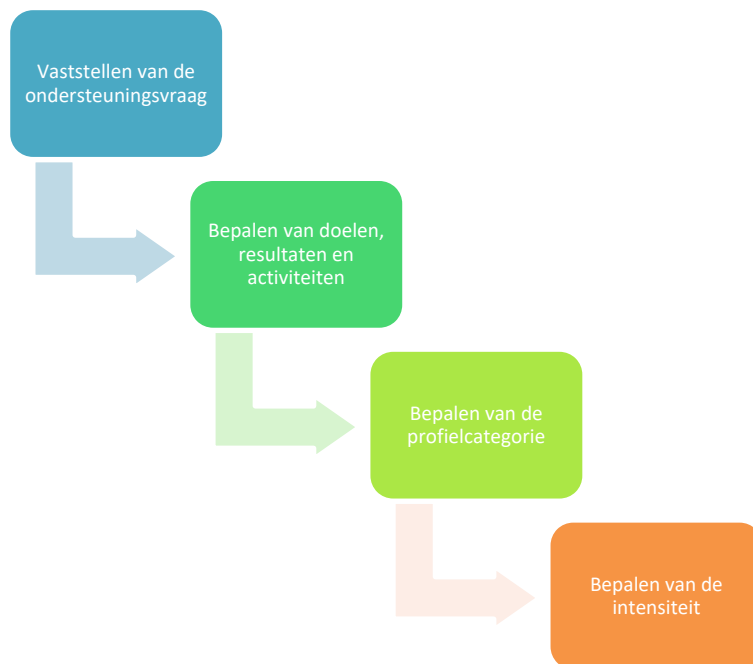 Vaststellen van de
ondersteuningsvraag
Bepalen van doelen,
resultaten en
activiteiten
Bepalen van de
profielcategorie
Bepalen van de
intensiteit